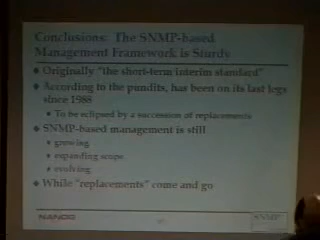 Conclusions: The SNMP-based
Management Framework is Sturdy
Originally "the short-term interim standard"
According to the pundits, has been on its last legs
since 1988
To be eclipsed by a succession of replacements
SNMP-based management is still
growing
expanding scope
evolving
While "replacements" come and go
NANOG
SNMP